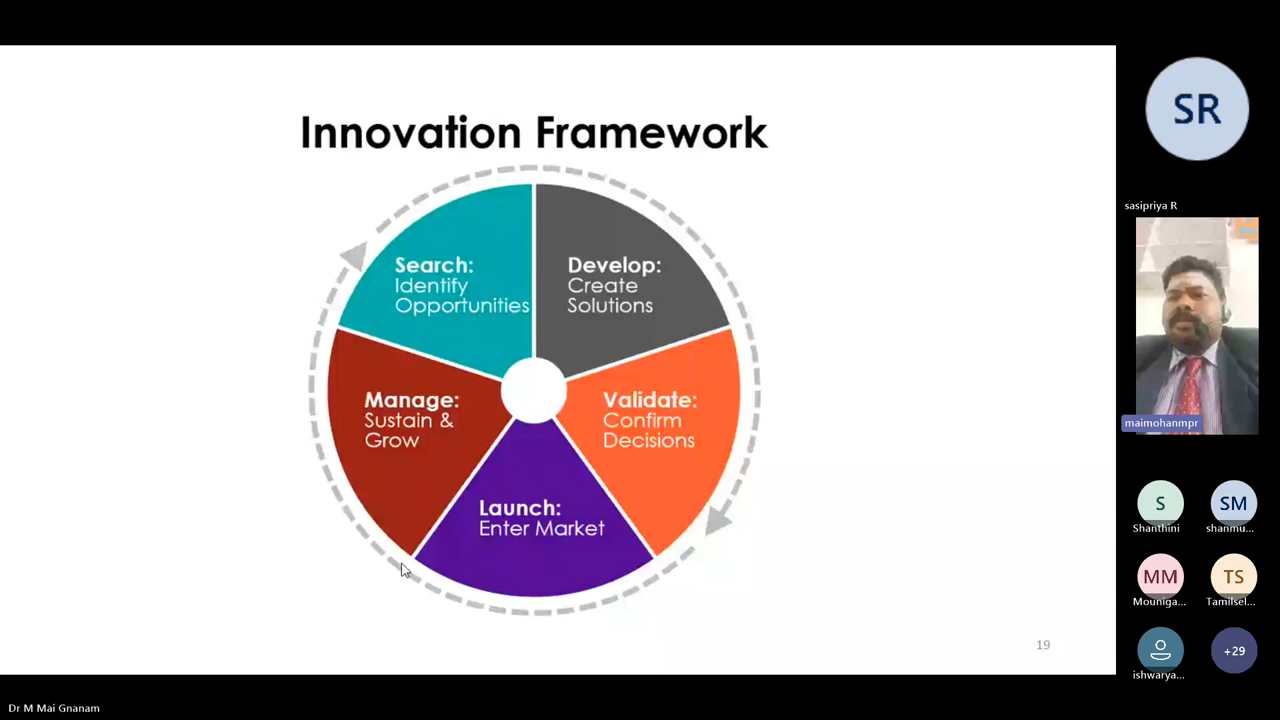 Innovation Framework
Search:
Identify
Opportunities
Develop:
Create
Solutions
Manage:
Sustain &
Grow
Validate:
Confirm
Decisions
Launch:
Enter Market
19
SR
sasipriya R
maimohanmpr
S
SM
Shanthini
shanmu...
MM
TS
Mouniga...
Tamilsel...
+29
ishwarya...
Dr M Mai Gnanam